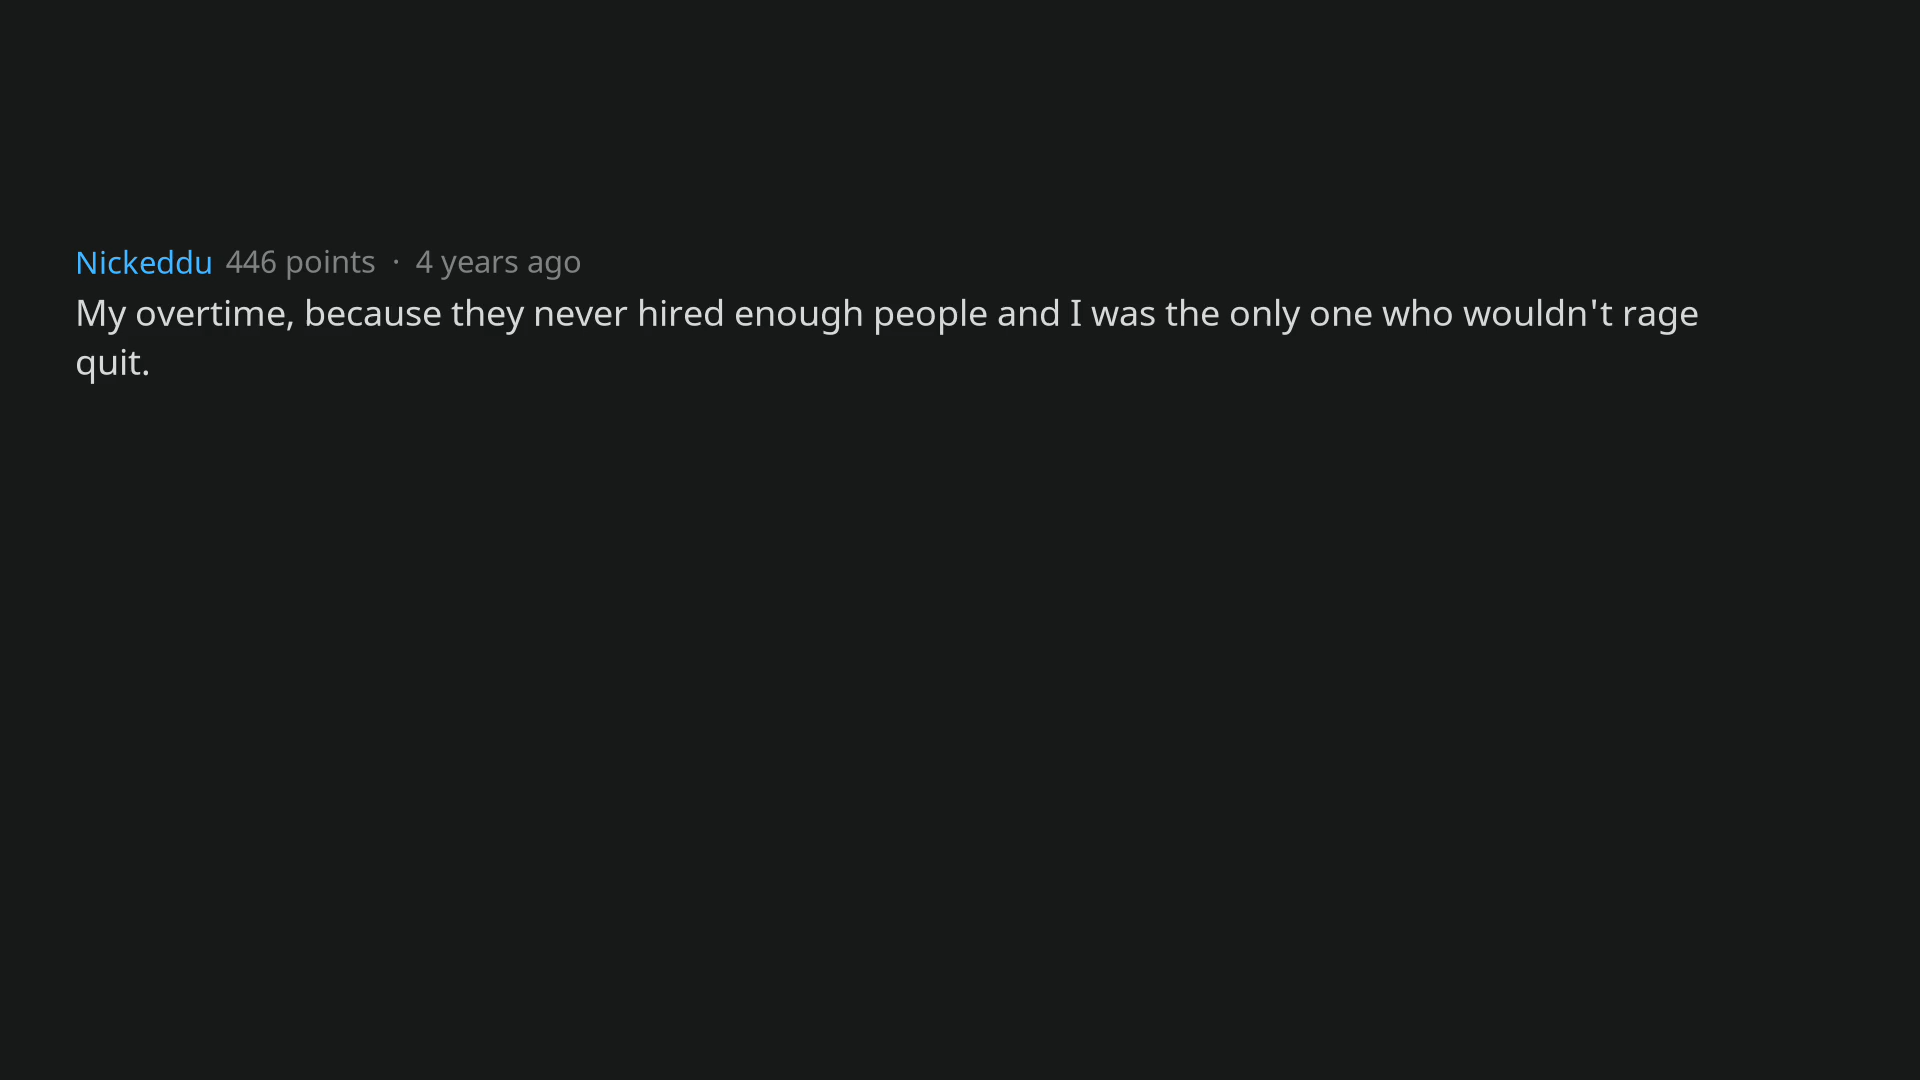 Nickeddu 446 points · 4 years ago
My overtime, because they never hired enough people and I was the only one who wouldn't rage
quit.